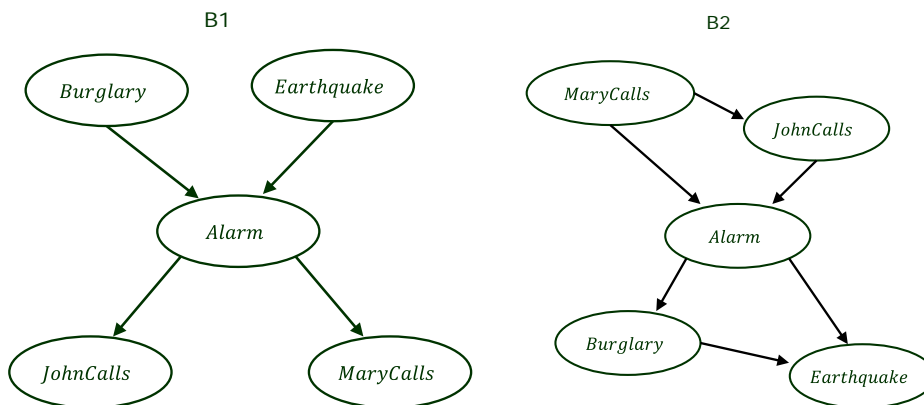 B1
Burglary
Earthquake
Alarm
JohnCalls
MaryCalls
B2
MaryCalls
JohnCalls
Alarm
Burglary
Earthquake